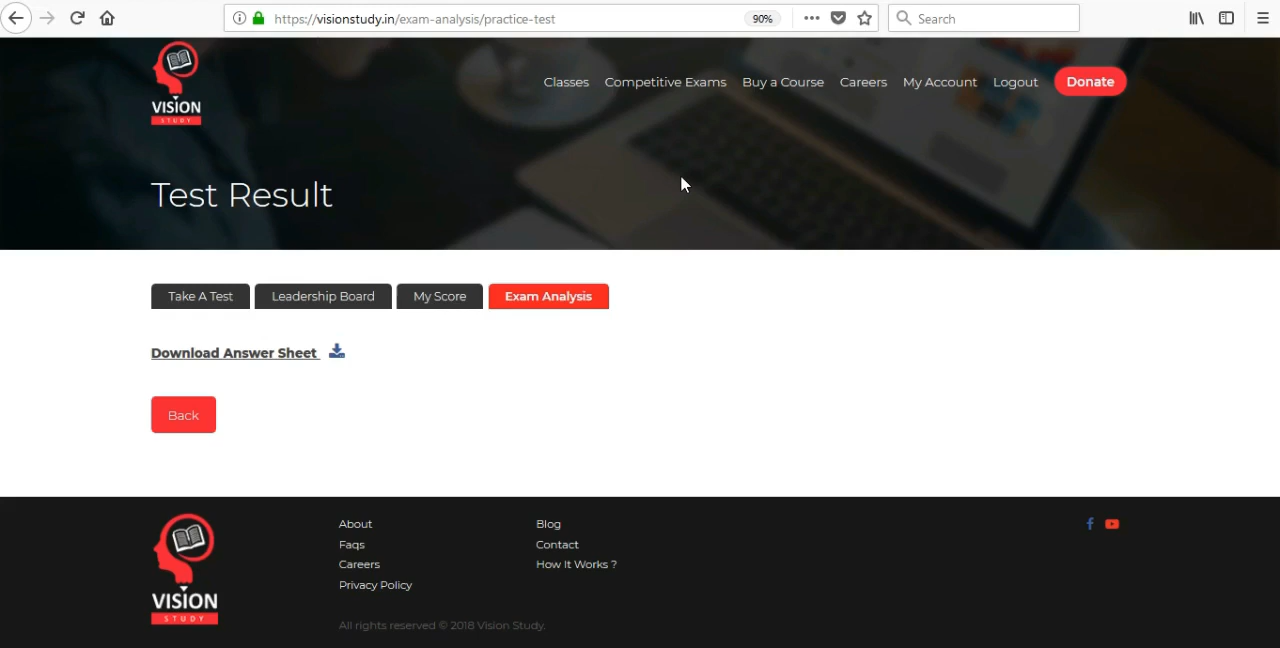 https://visionstudy.in/exam-analysis/practice-test
90%
Search
VISION
STUDY
Classes
Competitive Exams
Buy a Course
Careers
My Account
Logout
Donate
Test Result
Take A Test
Leadership Board
My Score
Exam Analysis
Download Answer Sheet
Back
VISION
STUDY
About
Faqs
Careers
Privacy Policy
Blog
Contact
How It Works ?
All rights reserved © 2018 Vision Study.